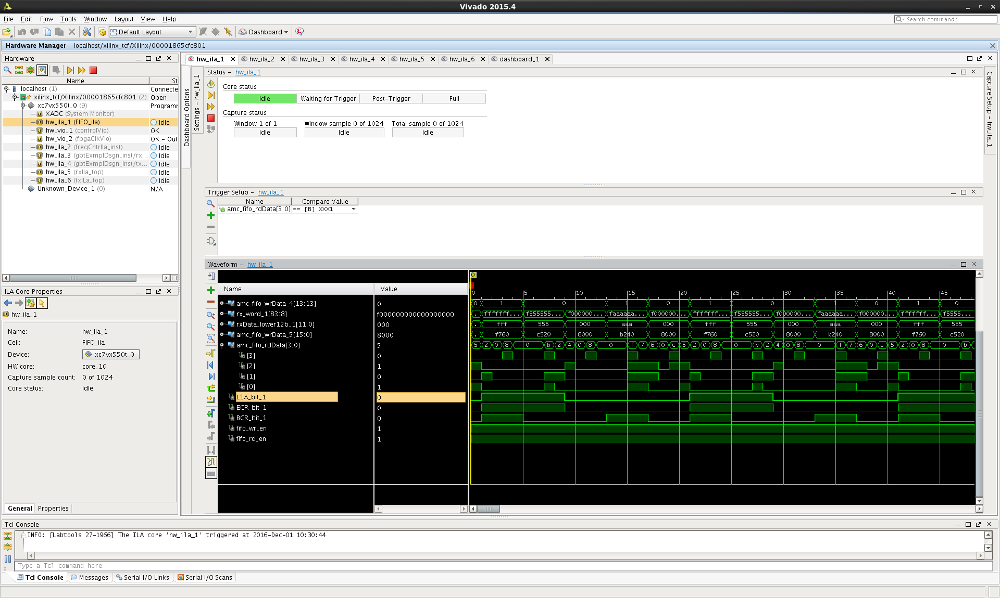 Vivado 2015.4
File Edit Flow Tools Window Layout View Help
Search commands
Default Layout Dashboard
Hardware Manager - localhost/xilinx_tcf/Xilinx/00001865cfc801
Hardware
Name St
localhost (1) Connecte
xilinx_tcf/Xilinx/00001865cfc801 (2) Open
xc7vx550t_0 (9) Programm
XADC (System Monitor)
hw_ila_1 (FIFO_ila) Idle
hw_vio_1 (controlVio) OK
hw_vio_2 (fpgaClkVio) OK - Out
hw_ila_2 (freqCntrIla_inst) Idle
hw_ila_3 (gbtExmplDsgn_inst/rx... Idle
hw_ila_4 (gbtExmplDsgn_inst/tx... Idle
hw_ila_5 (rxIla_top) Idle
hw_ila_6 (txILa_top) Idle
Unknown_Device_1 (0) N/A
ILA Core Properties
hw_ila_1
Name: hw_ila_1
Cell: FIFO_ila
Device: xc7vx550t_0
HW core: core_10
Capture sample count: 0 of 1024
Core status: Idle
General Properties
hw_ila_1 hw_ila_2 hw_ila_3 hw_ila_4 hw_ila_5 hw_ila_6 dashboard_1
Dashboard Options
Settings - hw_ila_1
Status - hw_ila_1
Core status
Idle Waiting for Trigger Post-Trigger Full
Capture status
Window 1 of 1 Window sample 0 of 1024 Total sample 0 of 1024
Idle Idle Idle
Capture Setup - hw_ila_1
Trigger Setup - hw_ila_1
Name Compare Value
amc_fifo_rdData[3:0] == [B] XXX1
Waveform - hw_ila_1
0
Name Value
0 5 10 15 20 25 30 35 40 45
amc_fifo_wrData_4[13:13] 0 0 1 0 1 0 1 0 1 0 1 0
rx_word_1[83:8] f000000000000000000 . fffffff... f555555... f000000... faaaaaa... f000000... fffffff... f555555... f000000... faaaaaa... f000000... fffffff... f5555...
rxData_lower12b_1[11:0] 000 . fff 555 000 aaa 000 fff 555 000 aaa 000 fff 555
amc_fifo_wrData_5[15:0] 8000 . f760 c520 8000 b240 8000 f760 c520 8000 b240 8000 f760 c520
amc_fifo_rdData[3:0] 5 5 2 0 8 0 b 2 4 0 8 0 f 7 6 0 c 5 2 0 8 0 b 2 4 0 8 0 f 7 6 0 c 5 2 0 8 0 b
[3] 0
[2] 1
[1] 0
[0] 1
L1A_bit_1 0
ECR_bit_1 0
BCR_bit_1 0
fifo_wr_en 1
fifo_rd_en 1
Tcl Console
INFO: [Labtools 27-1966] The ILA core 'hw_ila_1' triggered at 2016-Dec-01 10:30:44
Type a Tcl command here
Tcl Console Messages Serial I/O Links Serial I/O Scans